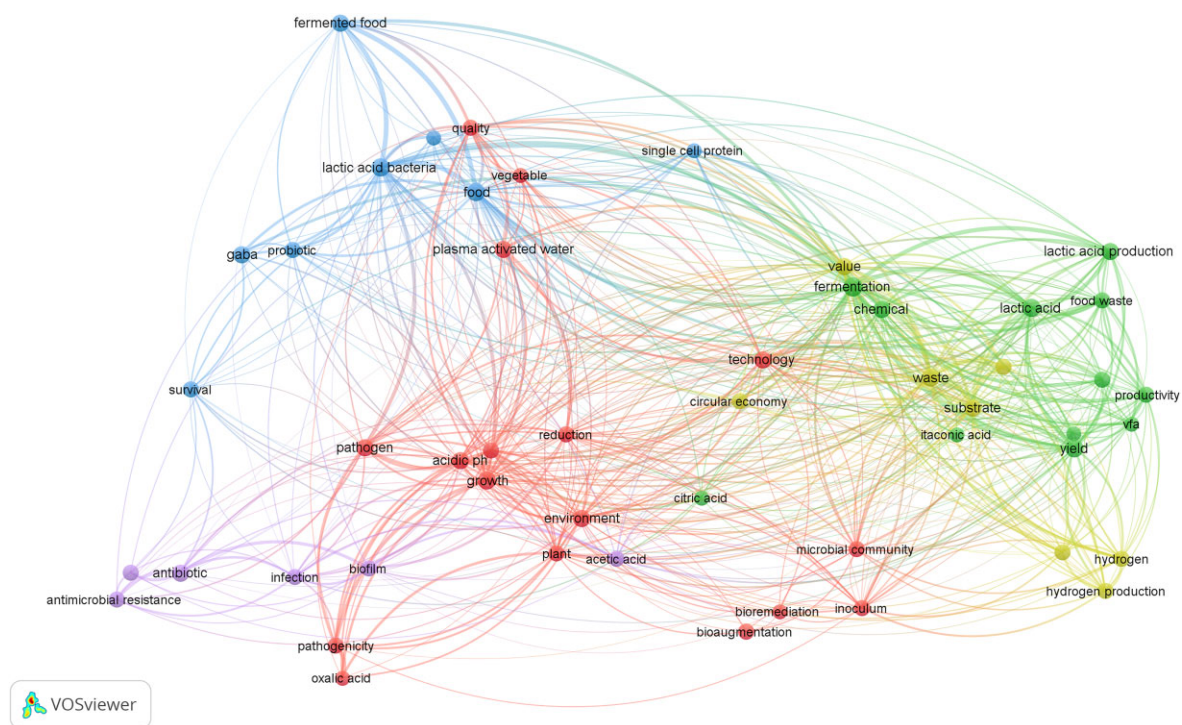 fermented food
quality
single cell protein
lactic acid bacteria
vegetable
food
gaba
probiotic
plasma activated water
lactic acid production
value
fermentation
food waste
lactic acid
chemical
technology
waste
survival
circular economy
substrate
productivity
vfa
reduction
itaconic acid
pathogen
yield
acidic ph
growth
citric acid
environment
plant
acetic acid
microbial community
hydrogen
antibiotic
infection
biofilm
hydrogen production
antimicrobial resistance
bioremediation
inoculum
bioaugmentation
pathogenicity
oxalic acid
VOSviewer